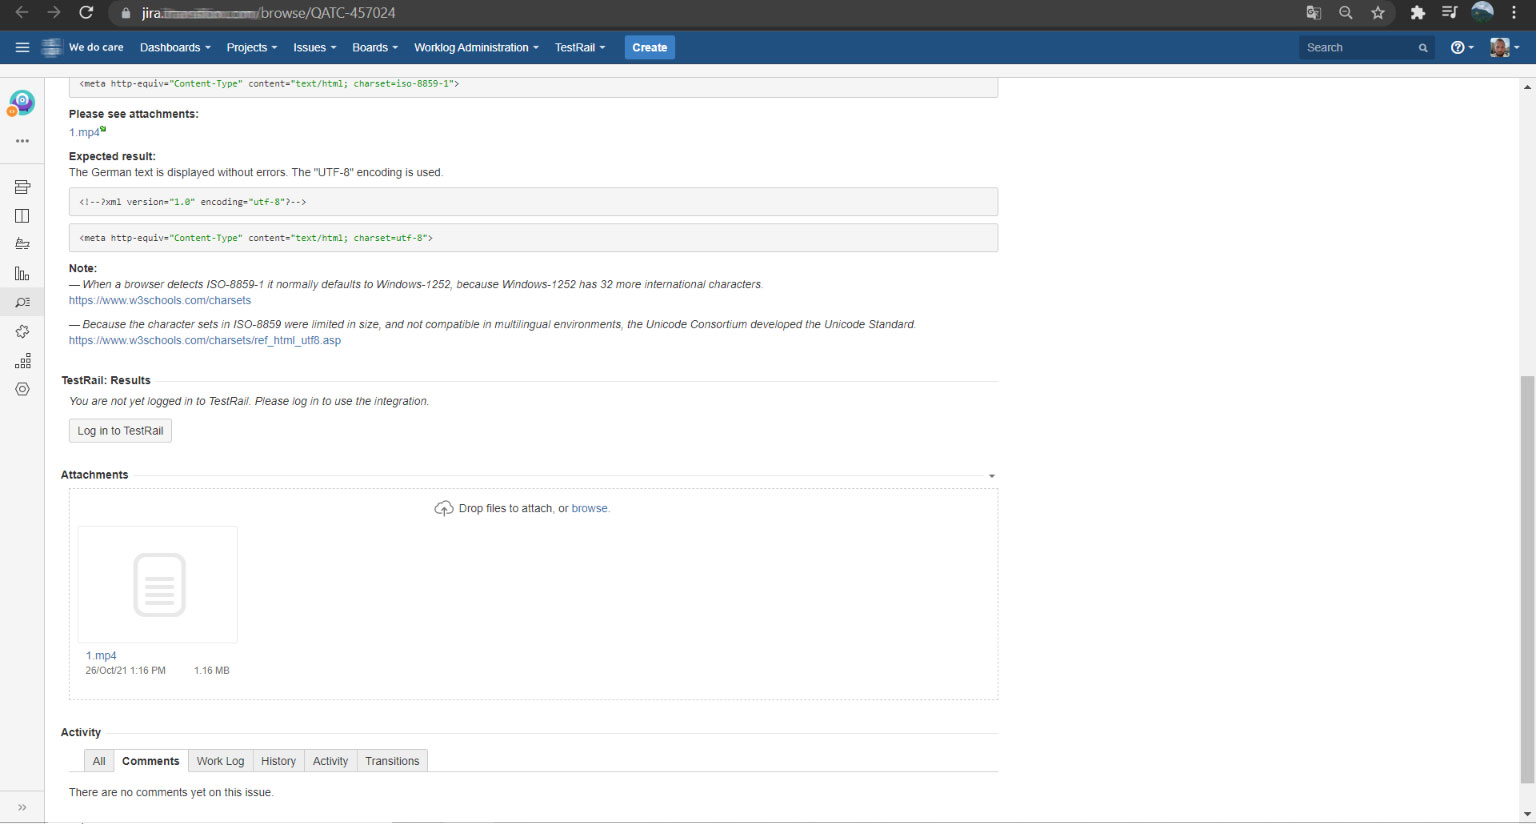 jira. /browse/QATC-457024
We do care Dashboards Projects Issues Boards Worklog Administration TestRail Create Search
<meta http-equiv="Content-Type" content="text/html; charset=iso-8859-1">
Please see attachments:
1.mp4
Expected result:
The German text is displayed without errors. The "UTF-8" encoding is used.
<!--?xml version="1.0" encoding="utf-8"?-->
<meta http-equiv="Content-Type" content="text/html; charset=utf-8">
Note:
— When a browser detects ISO-8859-1 it normally defaults to Windows-1252, because Windows-1252 has 32 more international characters.
https://www.w3schools.com/charsets
— Because the character sets in ISO-8859 were limited in size, and not compatible in multilingual environments, the Unicode Consortium developed the Unicode Standard.
https://www.w3schools.com/charsets/ref_html_utf8.asp
TestRail: Results
You are not yet logged in to TestRail. Please log in to use the integration.
Log in to TestRail
Attachments
Drop files to attach, or browse.
1.mp4
26/Oct/21 1:16 PM 1.16 MB
Activity
All Comments Work Log History Activity Transitions
There are no comments yet on this issue.